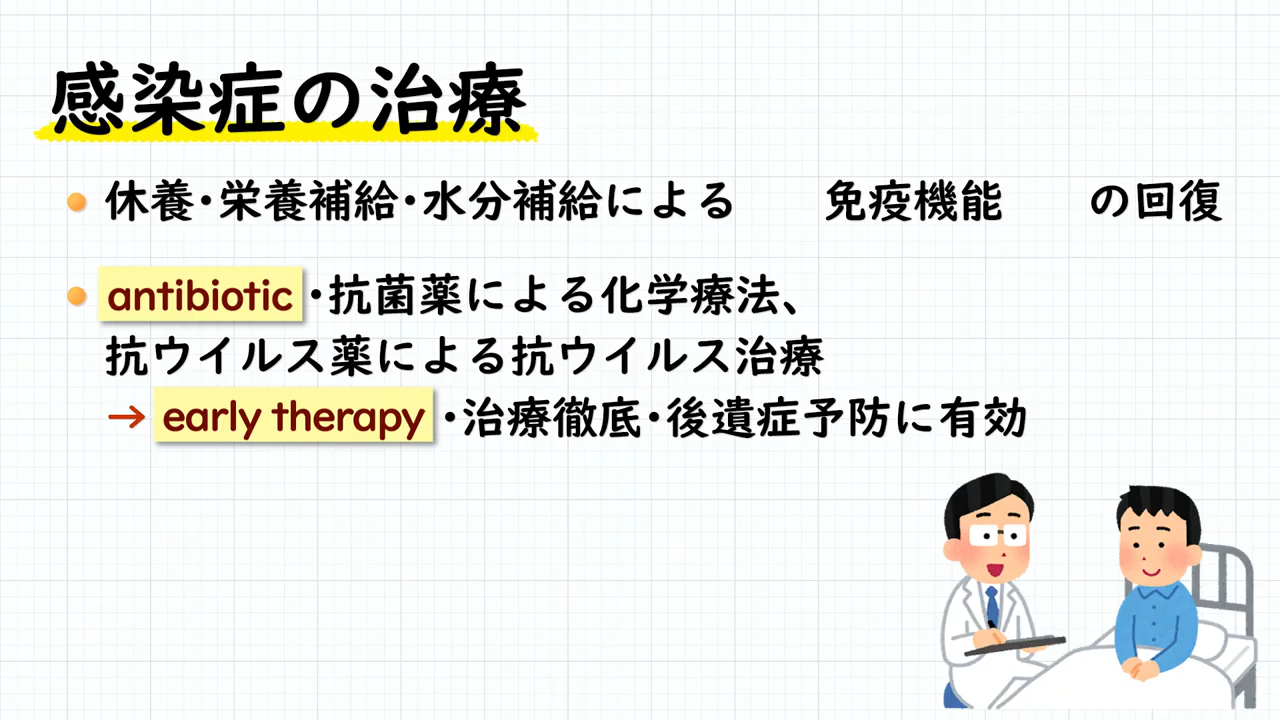 感染症の治療
休養・栄養補給・水分補給による 免疫機能 の回復
antibiotic・抗菌薬による化学療法、
抗ウイルス薬による抗ウイルス治療
→ early therapy・治療徹底・後遺症予防に有効